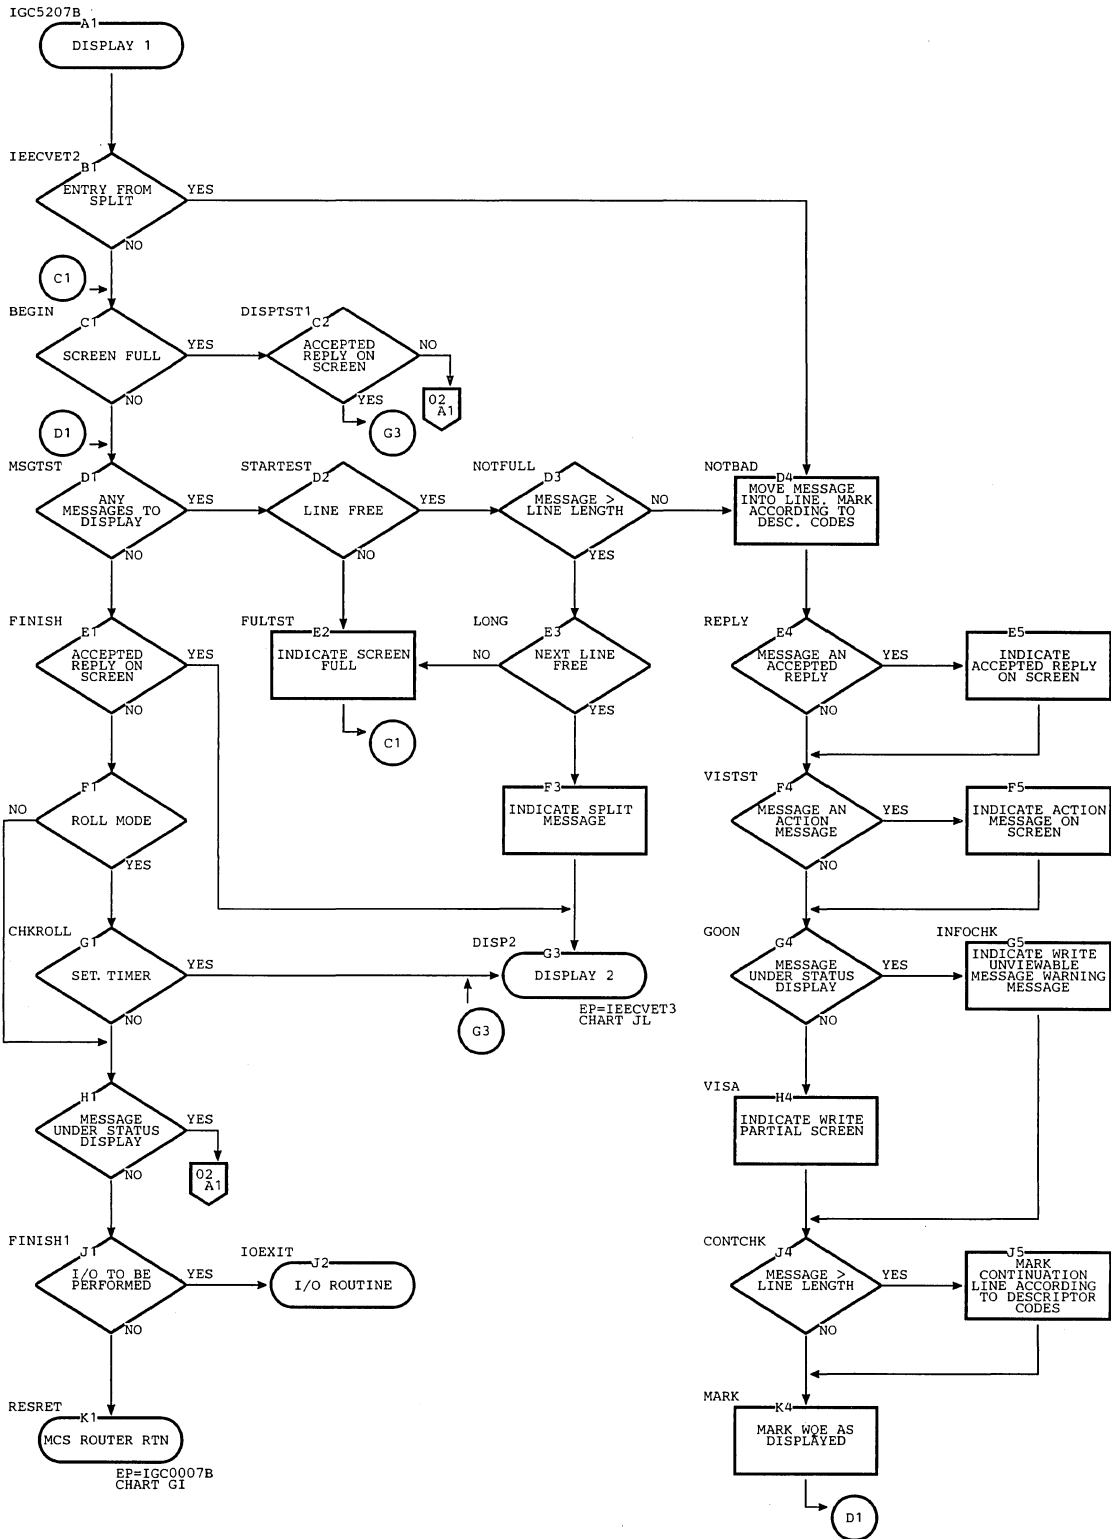 IGC5207B
A1
DISPLAY 1
IEECVET2
B1
ENTRY FROM
SPLIT
YES
NO
C1
BEGIN
C1
SCREEN FULL
YES
NO
DISPTST1
C2
ACCEPTED
REPLY ON
SCREEN
NO
YES
02
A1
G3
D1
MSGTST
D1
ANY
MESSAGES TO
DISPLAY
YES
NO
STARTEST
D2
LINE FREE
YES
NO
NOTFULL
D3
MESSAGE >
LINE LENGTH
NO
YES
NOTBAD
D4
MOVE MESSAGE
INTO LINE. MARK
ACCORDING TO
DESC. CODES
FINISH
E1
ACCEPTED
REPLY ON
SCREEN
YES
NO
FULTST
E2
INDICATE SCREEN
FULL
C1
LONG
E3
NEXT LINE
FREE
NO
YES
REPLY
E4
MESSAGE AN
ACCEPTED
REPLY
YES
NO
E5
INDICATE
ACCEPTED REPLY
ON SCREEN
F1
ROLL MODE
NO
YES
F3
INDICATE SPLIT
MESSAGE
VISTST
F4
MESSAGE AN
ACTION
MESSAGE
YES
NO
F5
INDICATE ACTION
MESSAGE ON
SCREEN
CHKROLL
G1
SET. TIMER
YES
NO
DISP2
G3
DISPLAY 2
EP=IEECVET3
CHART JL
G3
GOON
G4
MESSAGE
UNDER STATUS
DISPLAY
YES
NO
INFOCHK
G5
INDICATE WRITE
UNVIEWABLE
MESSAGE WARNING
MESSAGE
H1
MESSAGE
UNDER STATUS
DISPLAY
YES
NO
02
A1
VISA
H4
INDICATE WRITE
PARTIAL SCREEN
FINISH1
J1
I/O TO BE
PERFORMED
YES
NO
IOEXIT
J2
I/O ROUTINE
CONTCHK
J4
MESSAGE >
LINE LENGTH
YES
NO
J5
MARK
CONTINUATION
LINE ACCORDING
TO DESCRIPTOR
CODES
RESRET
K1
MCS ROUTER RTN
EP=IGC0007B
CHART GI
MARK
K4
MARK WQE AS
DISPLAYED
D1